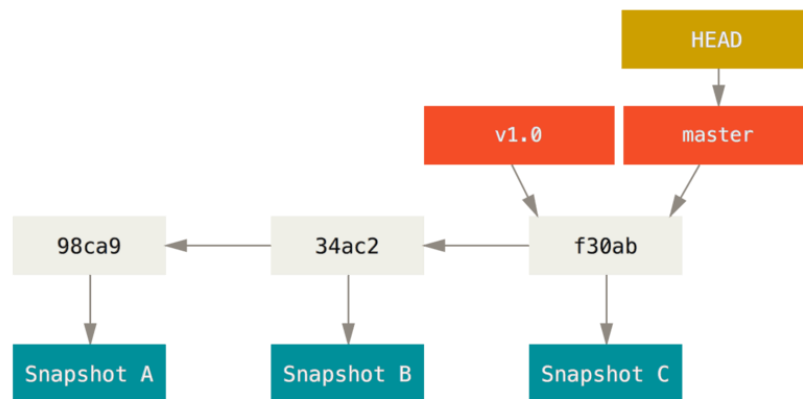 HEAD
v1.0
master
98ca9
34ac2
f30ab
Snapshot A
Snapshot B
Snapshot C